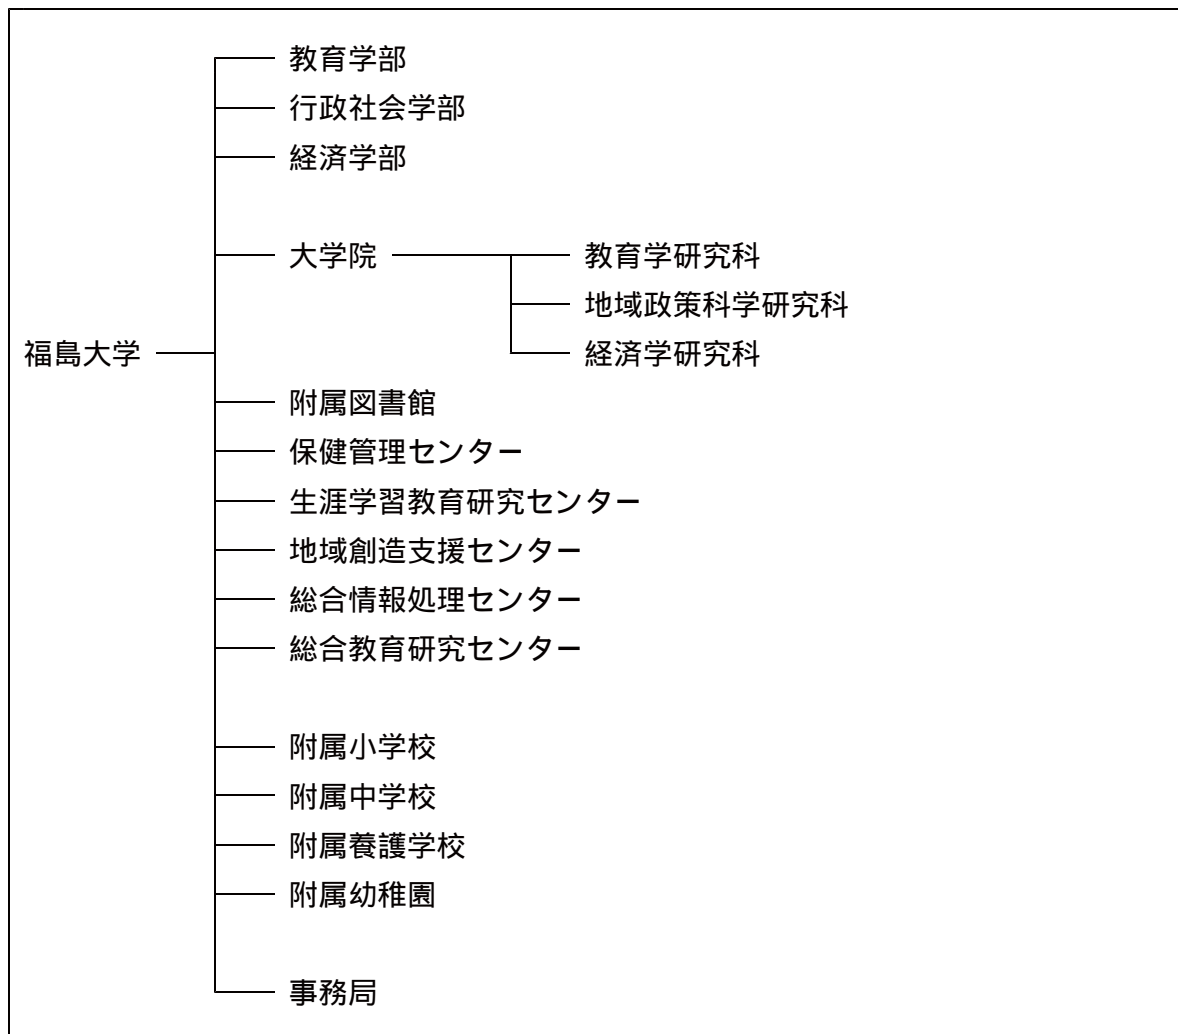 教育学部
行政社会学部
経済学部
大学院 教育学研究科
地域政策科学研究科
福島大学 経済学研究科
附属図書館
保健管理センター
生涯学習教育研究センター
地域創造支援センター
総合情報処理センター
総合教育研究センター
附属小学校
附属中学校
附属養護学校
附属幼稚園
事務局